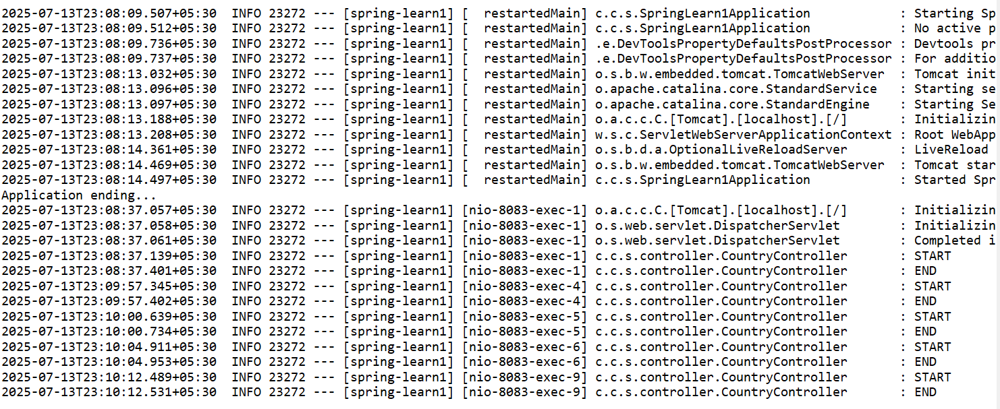 2025-07-13T23:08:09.507+05:30  INFO 23272 --- [spring-learn1] [  restartedMain] c.c.s.SpringLearn1Application            : Starting Sp
2025-07-13T23:08:09.512+05:30  INFO 23272 --- [spring-learn1] [  restartedMain] c.c.s.SpringLearn1Application            : No active p
2025-07-13T23:08:09.736+05:30  INFO 23272 --- [spring-learn1] [  restartedMain] .e.DevToolsPropertyDefaultsPostProcessor : Devtools pr
2025-07-13T23:08:09.737+05:30  INFO 23272 --- [spring-learn1] [  restartedMain] .e.DevToolsPropertyDefaultsPostProcessor : For additio
2025-07-13T23:08:13.032+05:30  INFO 23272 --- [spring-learn1] [  restartedMain] o.s.b.w.embedded.tomcat.TomcatWebServer  : Tomcat init
2025-07-13T23:08:13.096+05:30  INFO 23272 --- [spring-learn1] [  restartedMain] o.apache.catalina.core.StandardService   : Starting se
2025-07-13T23:08:13.097+05:30  INFO 23272 --- [spring-learn1] [  restartedMain] o.apache.catalina.core.StandardEngine    : Starting Se
2025-07-13T23:08:13.188+05:30  INFO 23272 --- [spring-learn1] [  restartedMain] o.a.c.c.C.[Tomcat].[localhost].[/]       : Initializin
2025-07-13T23:08:13.208+05:30  INFO 23272 --- [spring-learn1] [  restartedMain] w.s.c.ServletWebServerApplicationContext : Root WebApp
2025-07-13T23:08:14.361+05:30  INFO 23272 --- [spring-learn1] [  restartedMain] o.s.b.d.a.OptionalLiveReloadServer       : LiveReload
2025-07-13T23:08:14.469+05:30  INFO 23272 --- [spring-learn1] [  restartedMain] o.s.b.w.embedded.tomcat.TomcatWebServer  : Tomcat star
2025-07-13T23:08:14.497+05:30  INFO 23272 --- [spring-learn1] [  restartedMain] c.c.s.SpringLearn1Application            : Started Spr
Application ending...
2025-07-13T23:08:37.057+05:30  INFO 23272 --- [spring-learn1] [nio-8083-exec-1] o.a.c.c.C.[Tomcat].[localhost].[/]       : Initializin
2025-07-13T23:08:37.058+05:30  INFO 23272 --- [spring-learn1] [nio-8083-exec-1] o.s.web.servlet.DispatcherServlet        : Initializin
2025-07-13T23:08:37.061+05:30  INFO 23272 --- [spring-learn1] [nio-8083-exec-1] o.s.web.servlet.DispatcherServlet        : Completed i
2025-07-13T23:08:37.139+05:30  INFO 23272 --- [spring-learn1] [nio-8083-exec-1] c.c.s.controller.CountryController       : START
2025-07-13T23:08:37.401+05:30  INFO 23272 --- [spring-learn1] [nio-8083-exec-1] c.c.s.controller.CountryController       : END
2025-07-13T23:09:57.345+05:30  INFO 23272 --- [spring-learn1] [nio-8083-exec-4] c.c.s.controller.CountryController       : START
2025-07-13T23:09:57.402+05:30  INFO 23272 --- [spring-learn1] [nio-8083-exec-4] c.c.s.controller.CountryController       : END
2025-07-13T23:10:00.639+05:30  INFO 23272 --- [spring-learn1] [nio-8083-exec-5] c.c.s.controller.CountryController       : START
2025-07-13T23:10:00.734+05:30  INFO 23272 --- [spring-learn1] [nio-8083-exec-5] c.c.s.controller.CountryController       : END
2025-07-13T23:10:04.911+05:30  INFO 23272 --- [spring-learn1] [nio-8083-exec-6] c.c.s.controller.CountryController       : START
2025-07-13T23:10:04.953+05:30  INFO 23272 --- [spring-learn1] [nio-8083-exec-6] c.c.s.controller.CountryController       : END
2025-07-13T23:10:12.489+05:30  INFO 23272 --- [spring-learn1] [nio-8083-exec-9] c.c.s.controller.CountryController       : START
2025-07-13T23:10:12.531+05:30  INFO 23272 --- [spring-learn1] [nio-8083-exec-9] c.c.s.controller.CountryController       : END